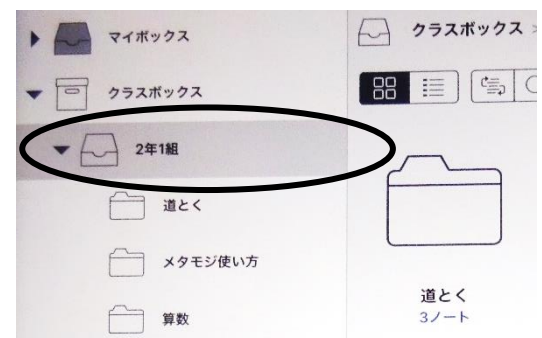 マイボックス
クラスボックス
2年1組
道とく
メタモジ使い方
算数
クラスボックス >
道とく
3ノート